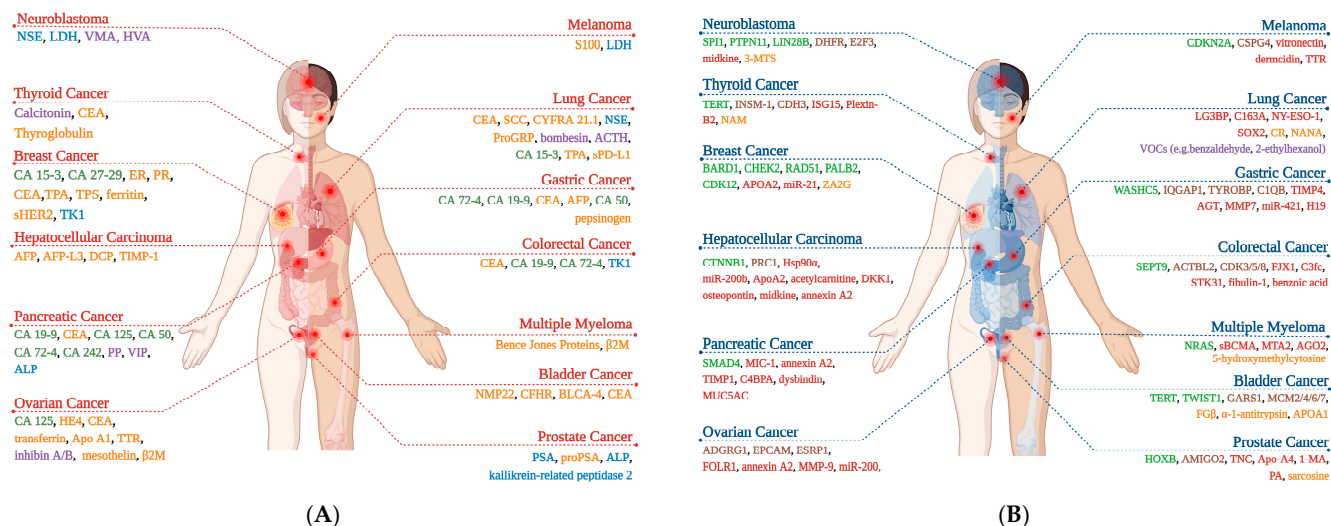 Neuroblastoma
NSE, LDH, VMA, HVA
Thyroid Cancer
Calcitonin, CEA,
Thyroglobulin
Breast Cancer
CA 15-3, CA 27-29, ER, PR,
CEA,TPA, TPS, ferritin,
sHER2, TK1
Hepatocellular Carcinoma
AFP, AFP-L3, DCP, TIMP-1
Pancreatic Cancer
CA 19-9, CEA, CA 125, CA 50,
CA 72-4, CA 242, PP, VIP,
ALP
Ovarian Cancer
CA 125, HE4, CEA,
transferrin, Apo A1, TTR,
inhibin A/B, mesothelin, β2M
Melanoma
S100, LDH
Lung Cancer
CEA, SCC, CYFRA 21.1, NSE,
ProGRP, bombesin, ACTH,
CA 15-3, TPA, sPD-L1
Gastric Cancer
CA 72-4, CA 19-9, CEA, AFP, CA 50,
pepsinogen
Colorectal Cancer
CEA, CA 19-9, CA 72-4, TK1
Multiple Myeloma
Bence Jones Proteins, β2M
Bladder Cancer
NMP22, CFHR, BLCA-4, CEA
Prostate Cancer
PSA, proPSA, ALP,
kallikrein-related peptidase 2
(A)
Neuroblastoma
SPI1, PTPN11, LIN28B, DHFR, E2F3,
midkine, 3-MTS
Thyroid Cancer
TERT, INSM-1, CDH3, ISG15, Plexin-
B2, NAM
Breast Cancer
BARD1, CHEK2, RAD51, PALB2,
CDK12, APOA2, miR-21, ZA2G
Hepatocellular Carcinoma
CTNNB1, PRC1, Hsp90α,
miR-200b, ApoA2, acetylcarnitine, DKK1,
osteopontin, midkine, annexin A2
Pancreatic Cancer
SMAD4, MIC-1, annexin A2,
TIMP1, C4BPA, dysbindin,
MUC5AC
Ovarian Cancer
ADGRG1, EPCAM, ESRP1,
FOLR1, annexin A2, MMP-9, miR-200,
Melanoma
CDKN2A, CSPG4, vitronectin,
dermcidin, TTR
Lung Cancer
LG3BP, C163A, NY-ESO-1,
SOX2, CR, NANA,
VOCs (e.g.benzaldehyde, 2-ethylhexanol)
Gastric Cancer
WASHC5, IQGAP1, TYROBP, C1QB, TIMP4,
AGT, MMP7, miR-421, H19
Colorectal Cancer
SEPT9, ACTBL2, CDK3/5/8, FJX1, C3fc,
STK31, fibulin-1, benzoic acid
Multiple Myeloma
NRAS, sBCMA, MTA2, AGO2,
5-hydroxymethylcytosine
Bladder Cancer
TERT, TWIST1, GARS1, MCM2/4/6/7,
FGβ, α-1-antitrypsin, APOA1
Prostate Cancer
HOXB, AMIGO2, TNC, Apo-A4, 1-MA,
PA, sarcosine
(B)